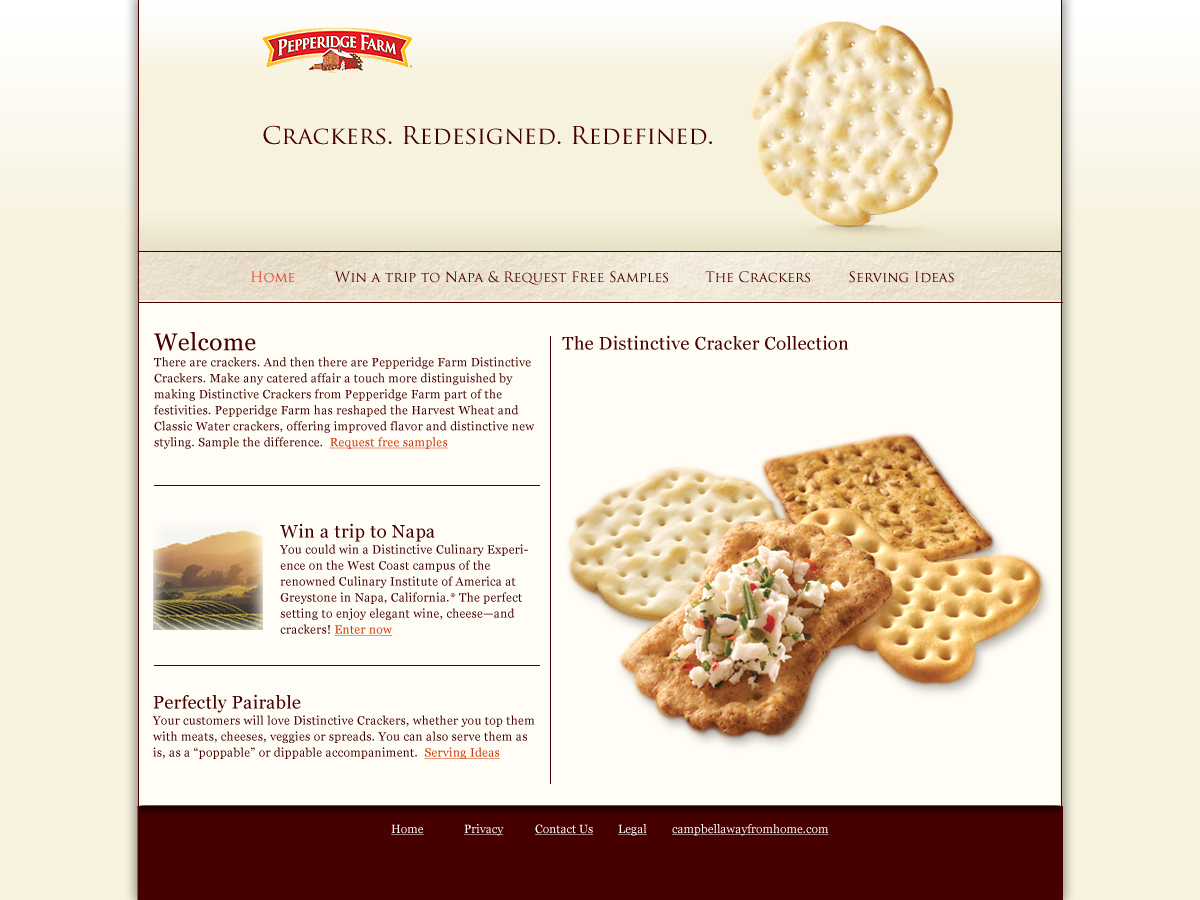 PEPPERIDGE FARM
CRACKERS. REDESIGNED. REDEFINED.
HOME
WIN A TRIP TO NAPA & REQUEST FREE SAMPLES
THE CRACKERS
SERVING IDEAS
Welcome
There are crackers. And then there are Pepperidge Farm Distinctive
Crackers. Make any catered affair a touch more distinguished by
making Distinctive Crackers from Pepperidge Farm part of the
festivities. Pepperidge Farm has reshaped the Harvest Wheat and
Classic Water crackers, offering improved flavor and distinctive new
styling. Sample the difference. Request free samples
Win a trip to Napa
You could win a Distinctive Culinary Experi-
ence on the West Coast campus of the
renowned Culinary Institute of America at
Greystone in Napa, California.* The perfect
setting to enjoy elegant wine, cheese—and
crackers! Enter now
Perfectly Pairable
Your customers will love Distinctive Crackers, whether you top them
with meats, cheeses, veggies or spreads. You can also serve them as
is, as a “poppable” or dippable accompaniment. Serving Ideas
The Distinctive Cracker Collection
Home
Privacy
Contact Us
Legal
campbellawayfromhome.com